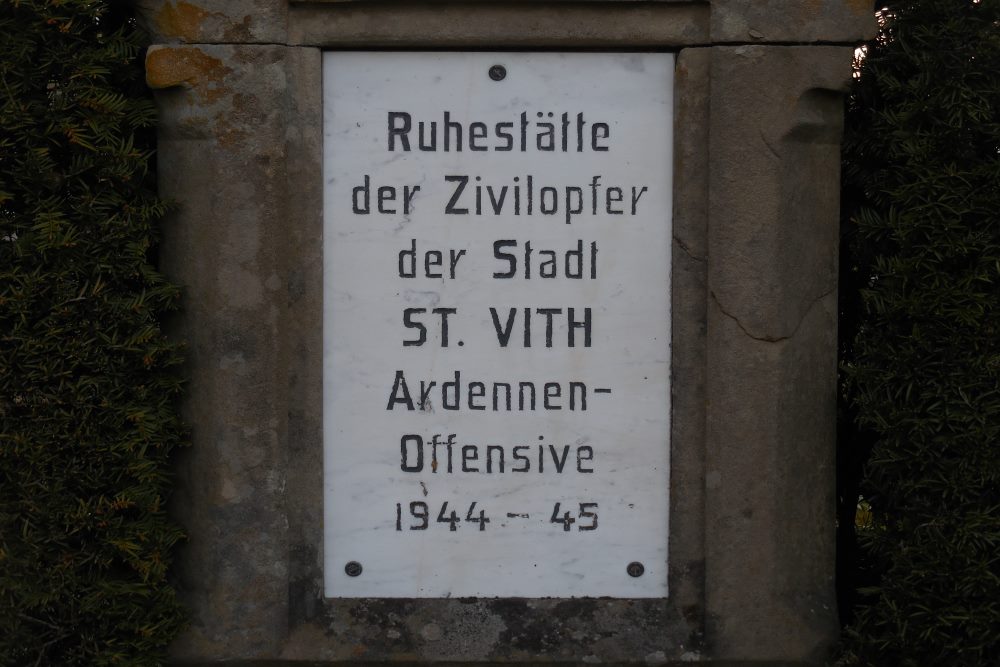 Ruhestätte
der Zivilopfer
der Stadt
ST. VITH
Ardennen-
Offensive
1944 - 45